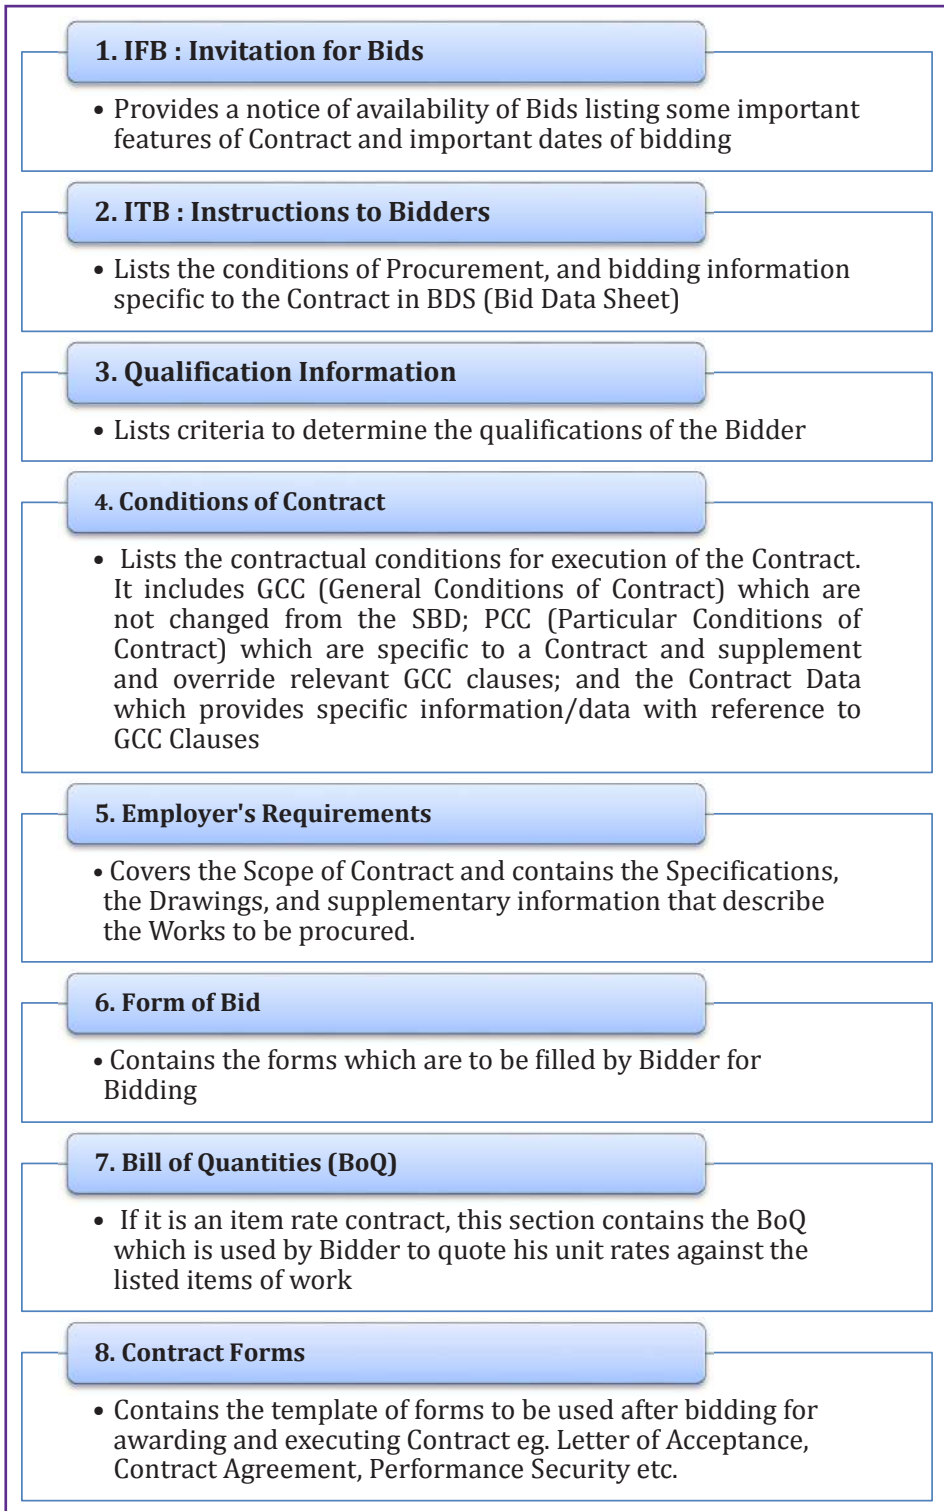 1. IFB : Invitation for Bids
• Provides a notice of availability of Bids listing some important
features of Contract and important dates of bidding
2. ITB : Instructions to Bidders
• Lists the conditions of Procurement, and bidding information
specific to the Contract in BDS (Bid Data Sheet)
3. Qualification Information
• Lists criteria to determine the qualifications of the Bidder
4. Conditions of Contract
• Lists the contractual conditions for execution of the Contract.
It includes GCC (General Conditions of Contract) which are
not changed from the SBD; PCC (Particular Conditions of
Contract) which are specific to a Contract and supplement
and override relevant GCC clauses; and the Contract Data
which provides specific information/data with reference to
GCC Clauses
5. Employer's Requirements
• Covers the Scope of Contract and contains the Specifications,
the Drawings, and supplementary information that describe
the Works to be procured.
6. Form of Bid
• Contains the forms which are to be filled by Bidder for
Bidding
7. Bill of Quantities (BoQ)
• If it is an item rate contract, this section contains the BoQ
which is used by Bidder to quote his unit rates against the
listed items of work
8. Contract Forms
• Contains the template of forms to be used after bidding for
awarding and executing Contract eg. Letter of Acceptance,
Contract Agreement, Performance Security etc.